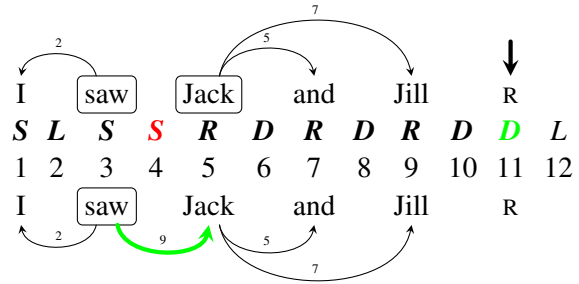 2 5 7
I saw Jack and Jill R
S L S S R D R D R D D L
1 2 3 4 5 6 7 8 9 10 11 12
I saw Jack and Jill R
2 9 5 7